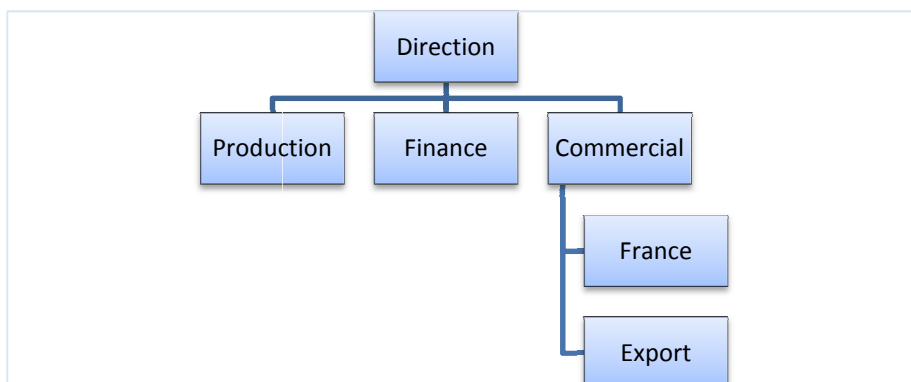 Direction
Production
Finance
Commercial
France
Export